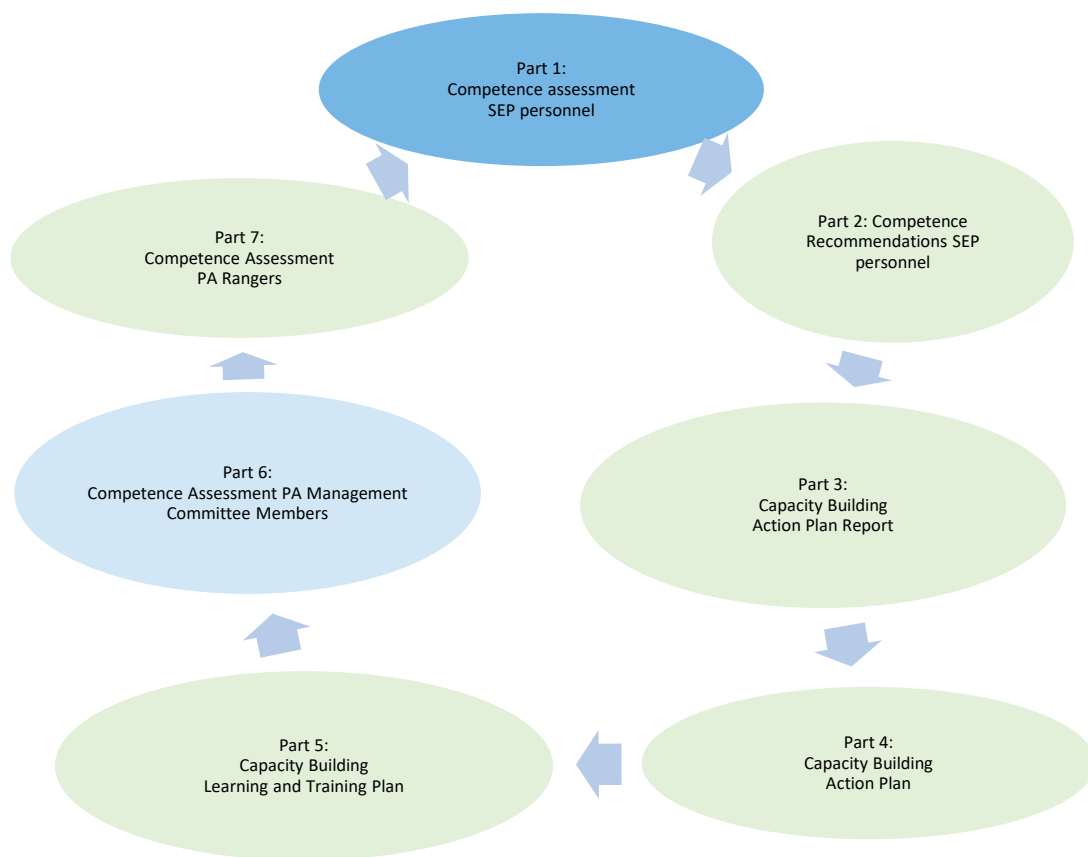 Part 1:
Competence assessment
SEP personnel
Part 2: Competence
Recommendations SEP
personnel
Part 3:
Capacity Building
Action Plan Report
Part 4:
Capacity Building
Action Plan
Part 5:
Capacity Building
Learning and Training Plan
Part 6:
Competence Assessment PA Management
Committee Members
Part 7:
Competence Assessment
PA Rangers